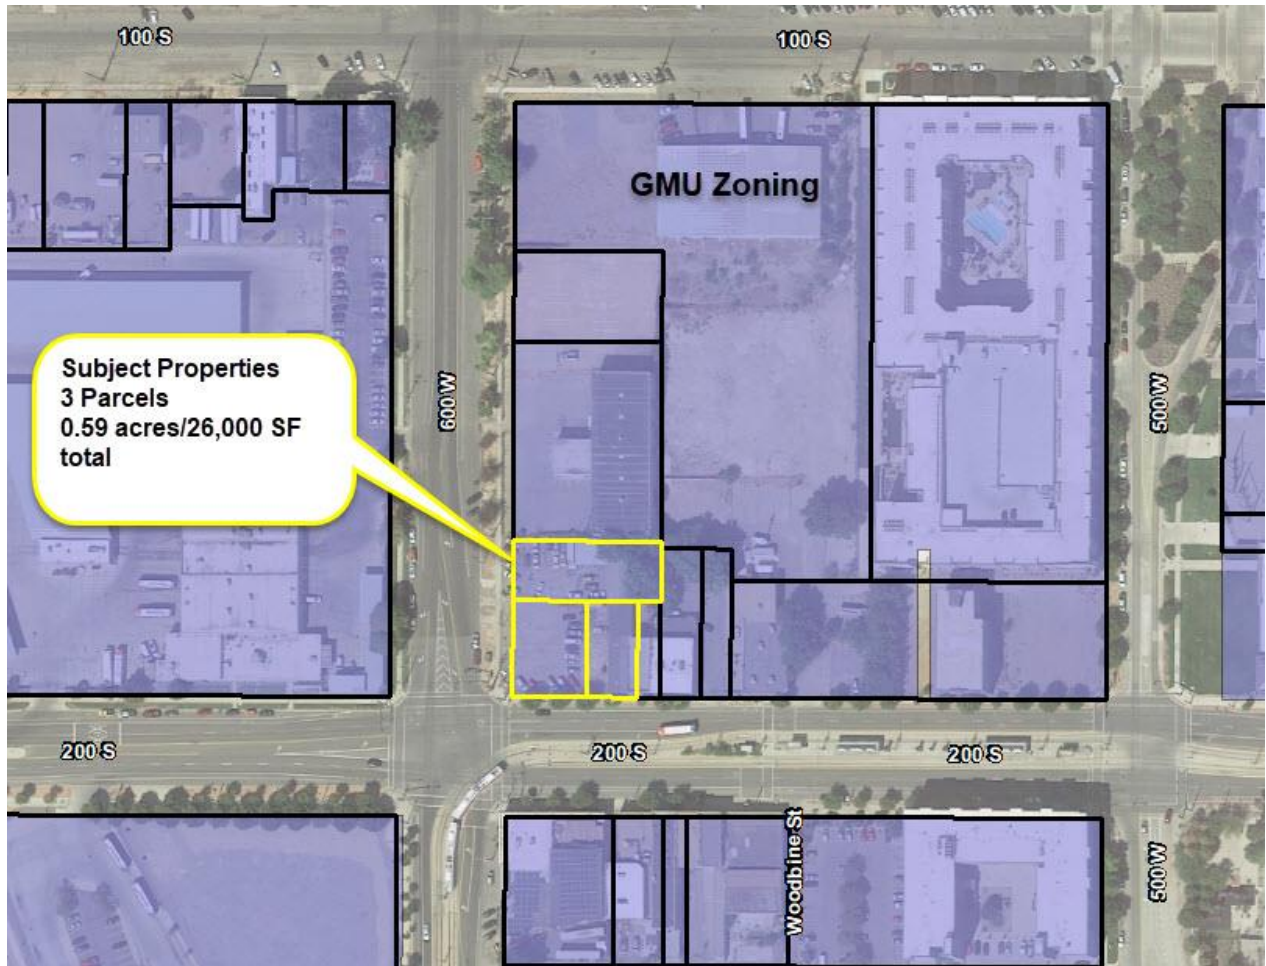 100 S
100 S
GMU Zoning
Subject Properties
3 Parcels
0.59 acres/26,000 SF
total
600 W
500 W
200 S
200 S
200 S
Woodbine St
500 W